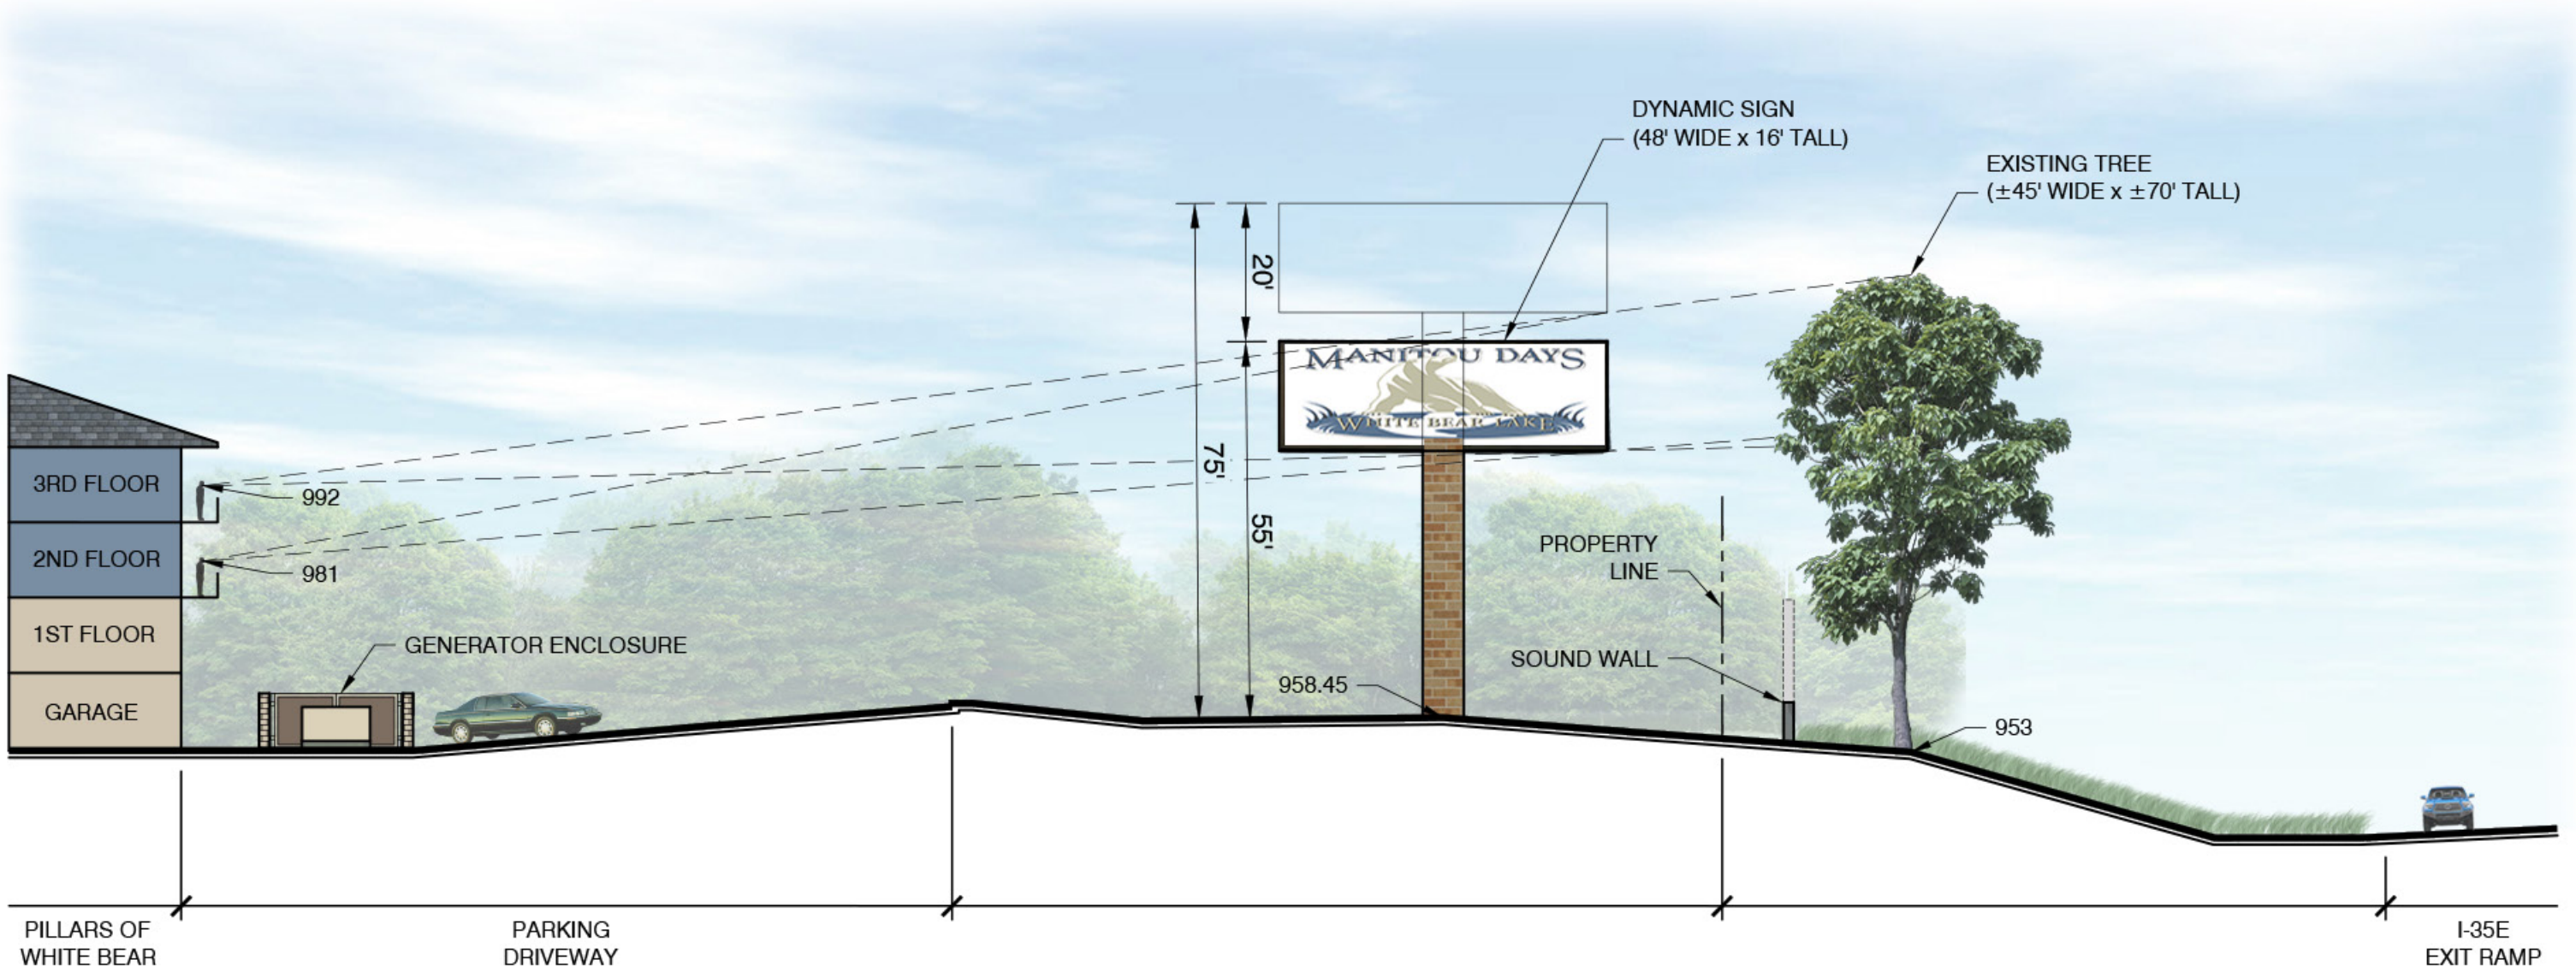 DYNAMIC SIGN
(48' WIDE x 16' TALL)
EXISTING TREE
(±45' WIDE x ±70' TALL)
20'
MANITOU DAYS
WHITE BEAR LAKE
75'
55'
3RD FLOOR
992
2ND FLOOR
981
1ST FLOOR
GARAGE
GENERATOR ENCLOSURE
PROPERTY
LINE
SOUND WALL
958.45
953
PILLARS OF
WHITE BEAR
PARKING
DRIVEWAY
I-35E
EXIT RAMP